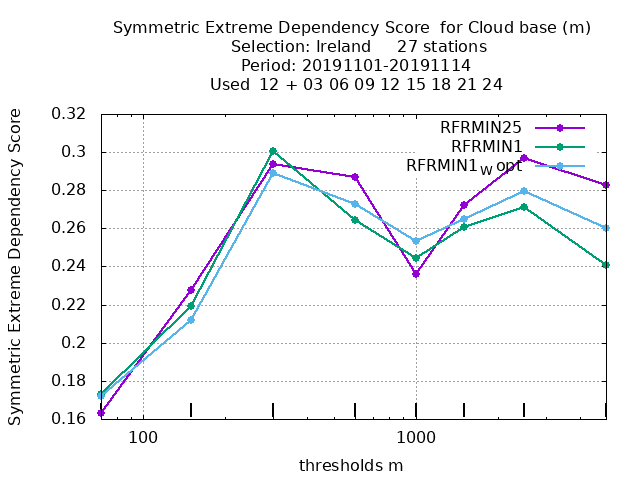 Symmetric Extreme Dependency Score for Cloud base (m)
Selection: Ireland 27 stations
Period: 20191101-20191114
Used 12 + 03 06 09 12 15 18 21 24
Symmetric Extreme Dependency Score
0.32
0.3
0.28
0.26
0.24
0.22
0.2
0.18
0.16
RFRMIN25
RFRMIN1
RFRMIN1W opt
100 1000
thresholds m